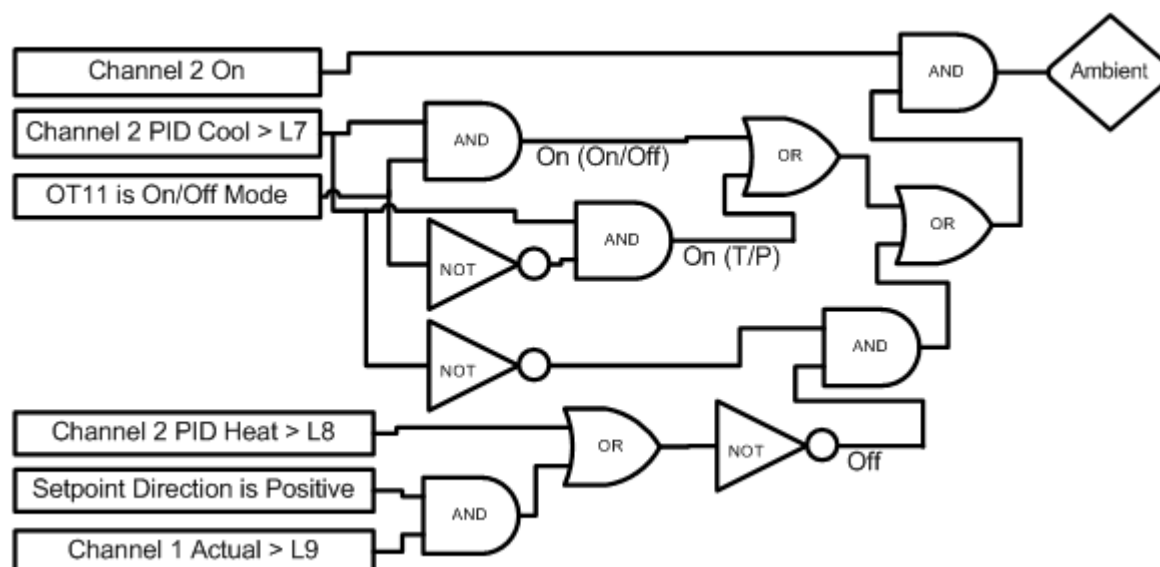 Channel 2 On
AND
Ambient
Channel 2 PID Cool > L7
AND
On (On/Off)
OR
OT11 is On/Off Mode
AND
On (T/P)
OR
NOT
NOT
AND
Channel 2 PID Heat > L8
OR
NOT
Off
Setpoint Direction is Positive
AND
Channel 1 Actual > L9